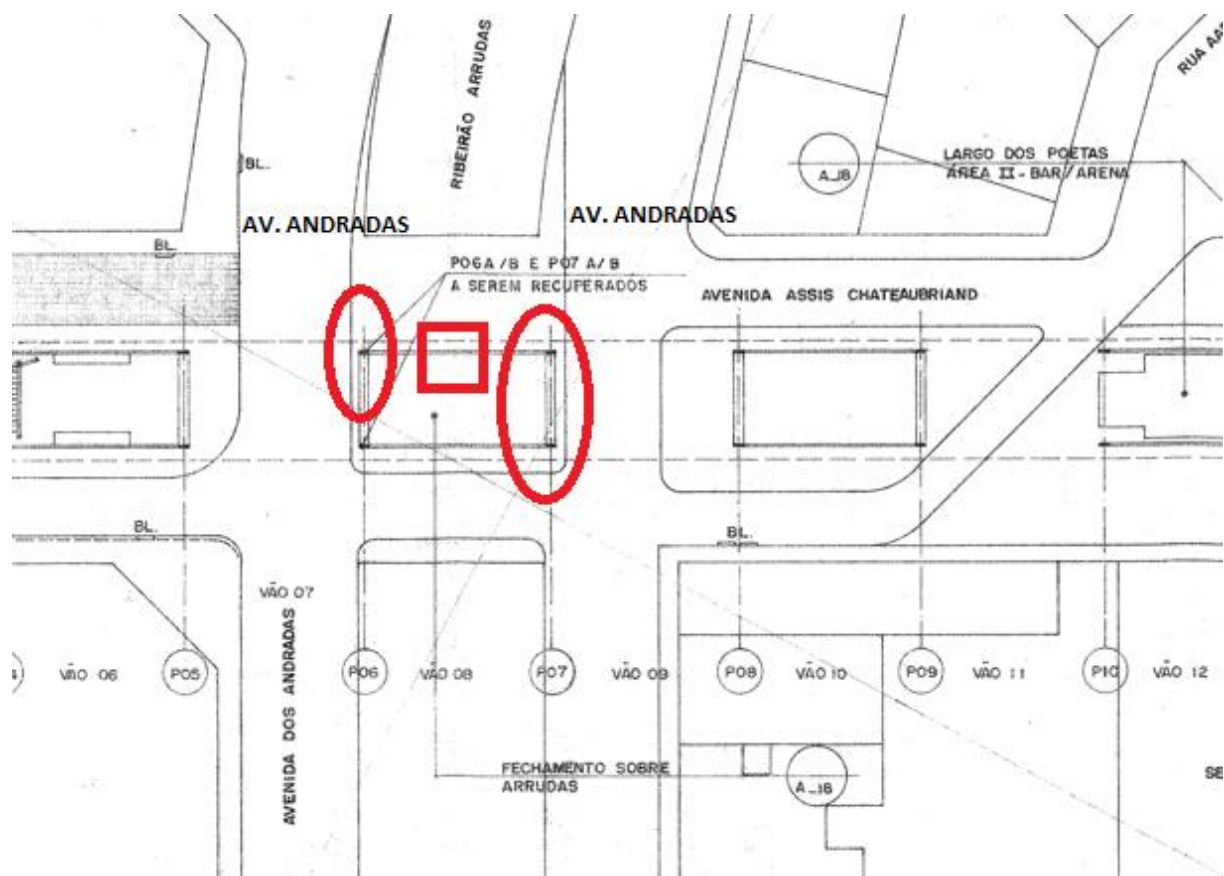 RIBEIRÃO ARRUDAS
RUA
LARGO DOS POETAS
ÁREA II - BAR / ARENA
A_18
BL.
AV. ANDRADAS
AV. ANDRADAS
BL.
P06A/B E P07 A/B
A SEREM RECUPERADOS
AVENIDA ASSIS CHATEAUBRIAND
BL.
BL.
VÃO 07
AVENIDA DOS ANDRADAS
VÃO 06
P05
P06
VÃO 08
P07
VÃO 09
P08
VÃO 10
P09
VÃO 11
P10
VÃO 12
FECHAMENTO SOBRE
ARRUDAS
A_18
SE